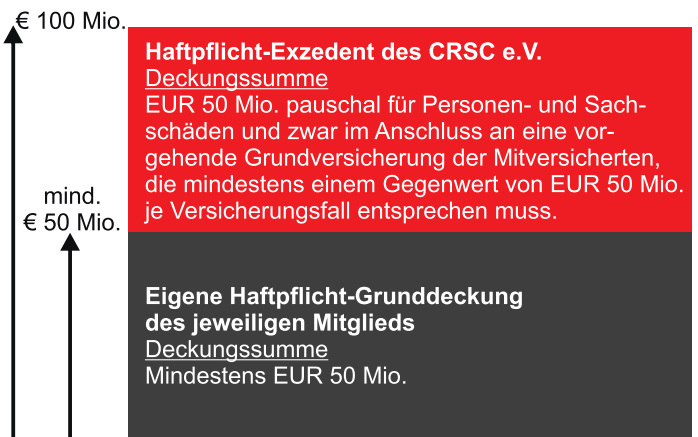 € 100 Mio.
Haftpflicht-Exzedent des CRSC e.V.
Deckungssumme
EUR 50 Mio. pauschal für Personen- und Sach-
schäden und zwar im Anschluss an eine vor-
gehende Grundversicherung der Mitversicherten,
die mindestens einem Gegenwert von EUR 50 Mio.
je Versicherungsfall entsprechen muss.
mind.
€ 50 Mio.
Eigene Haftpflicht-Grunddeckung
des jeweiligen Mitglieds
Deckungssumme
Mindestens EUR 50 Mio.